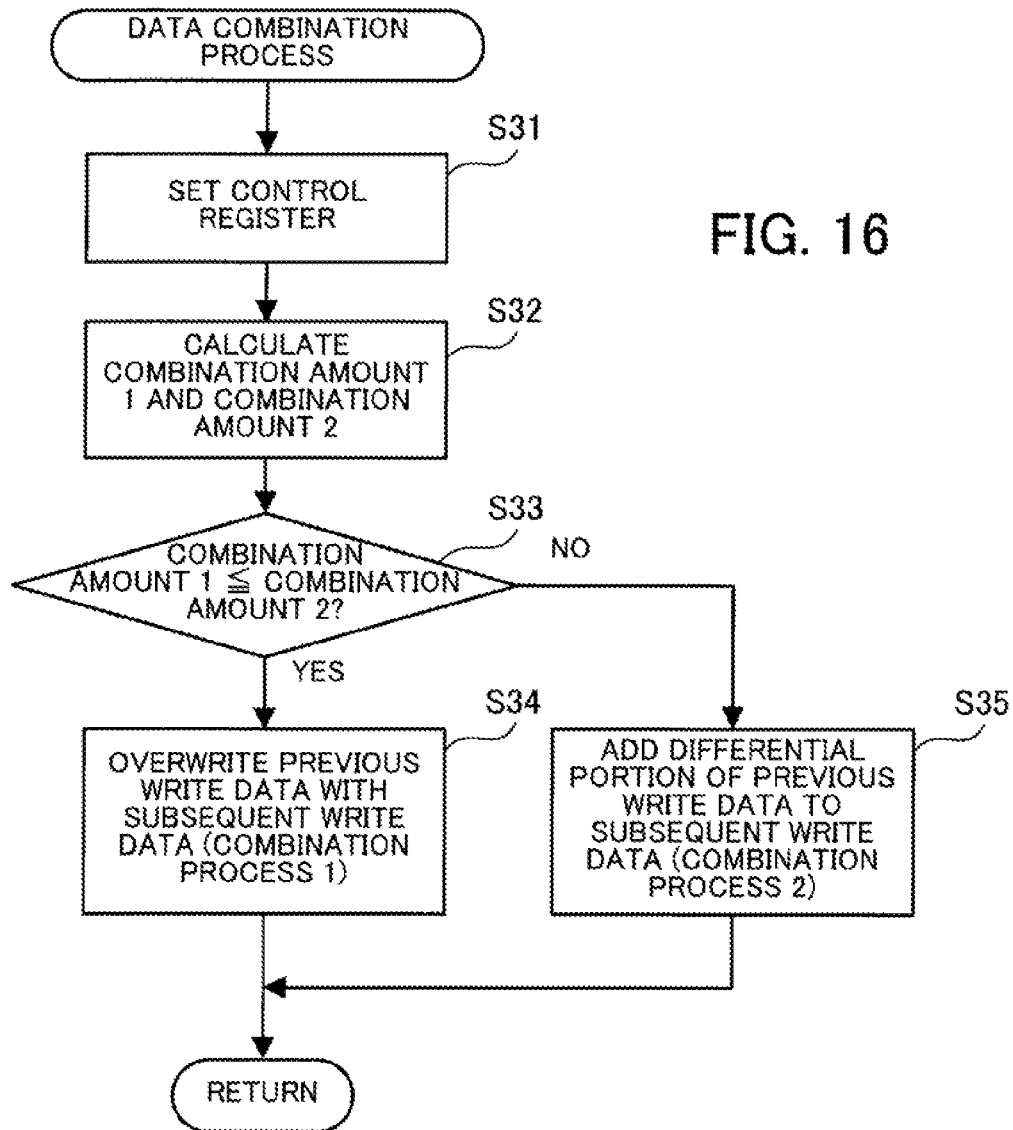 DATA COMBINATION
PROCESS
S31
SET CONTROL
REGISTER
FIG. 16
S32
CALCULATE
COMBINATION AMOUNT
1 AND COMBINATION
AMOUNT 2
S33
COMBINATION
AMOUNT 1 ≦ COMBINATION
AMOUNT 2?
NO
YES
S34
OVERWRITE PREVIOUS
WRITE DATA WITH
SUBSEQUENT WRITE
DATA (COMBINATION
PROCESS 1)
S35
ADD DIFFERENTIAL
PORTION OF PREVIOUS
WRITE DATA TO
SUBSEQUENT WRITE
DATA (COMBINATION
PROCESS 2)
RETURN